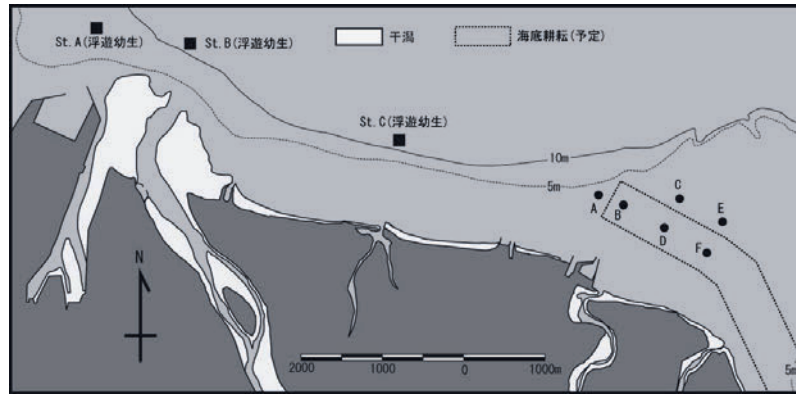 St. A(浮遊幼生)
St. B(浮遊幼生)
干潟
海底耕耘(予定)
St. C(浮遊幼生)
10m
5m
A
B
C
D
E
F
N
2000 1000 0 1000m
5m